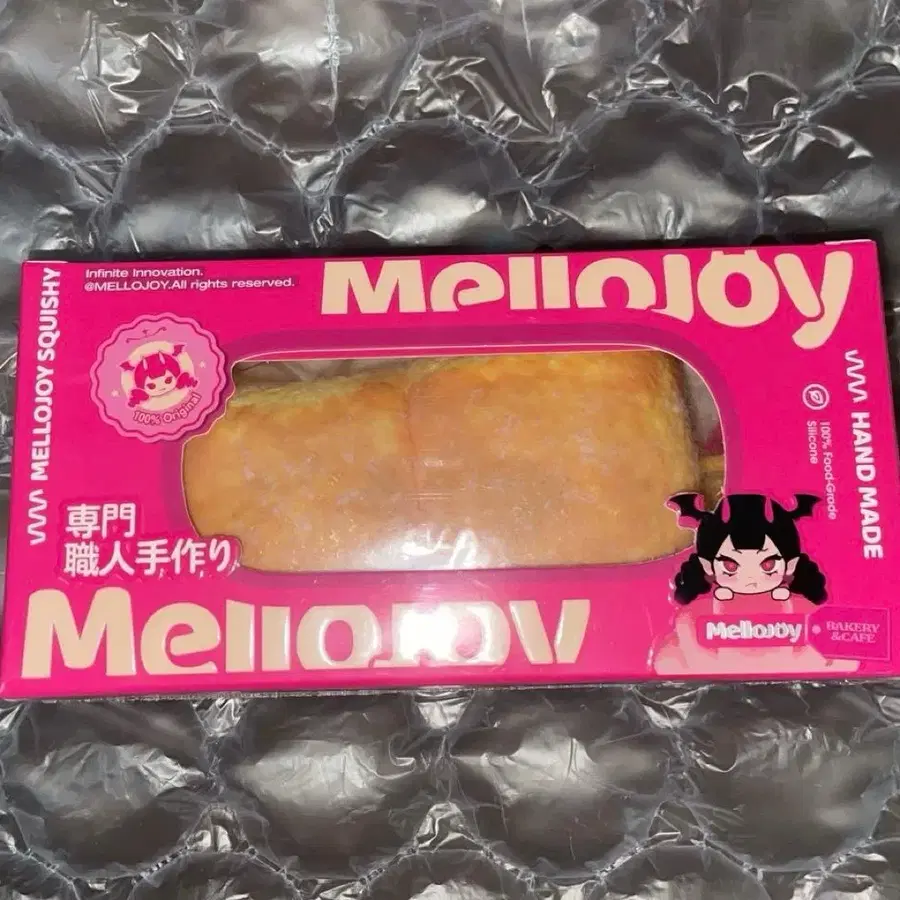 Infinite Innovation.
@MELLOJOY.All rights reserved.
Mellojoy
MELLOJOY SQUISHY
100% Original
HAND MADE
100% Food-Grade
Silicone
専門
職人手作り
Mellojoy
Mellojoy
BAKERY
&CAFE